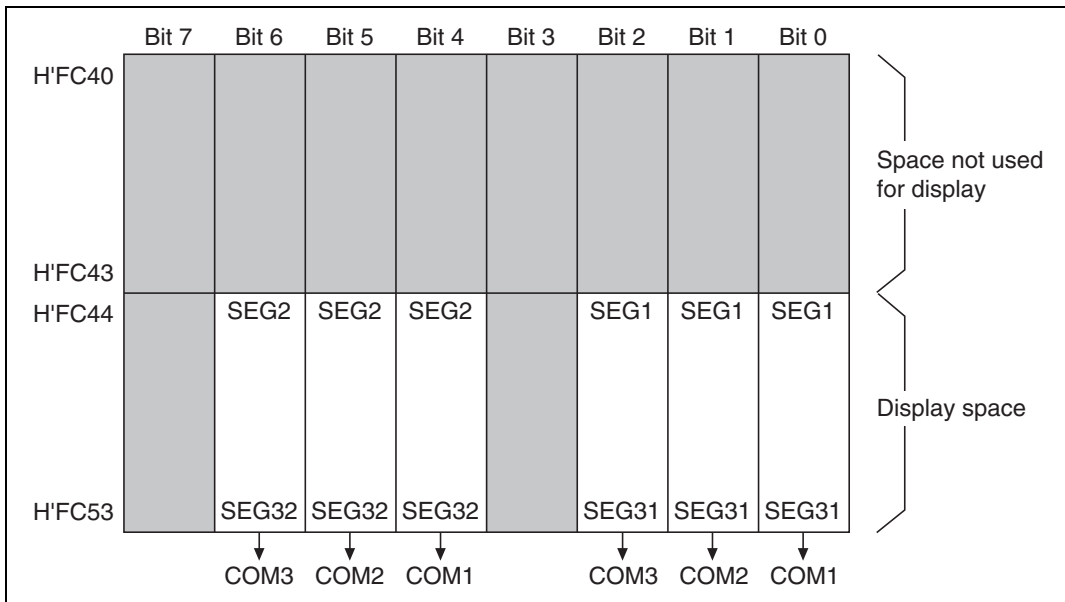 Bit 7 Bit 6 Bit 5 Bit 4 Bit 3 Bit 2 Bit 1 Bit 0
H'FC40
Space not used
for display
H'FC43
H'FC44 SEG2 SEG2 SEG2 SEG1 SEG1 SEG1
Display space
H'FC53 SEG32 SEG32 SEG32 SEG31 SEG31 SEG31
COM3 COM2 COM1 COM3 COM2 COM1